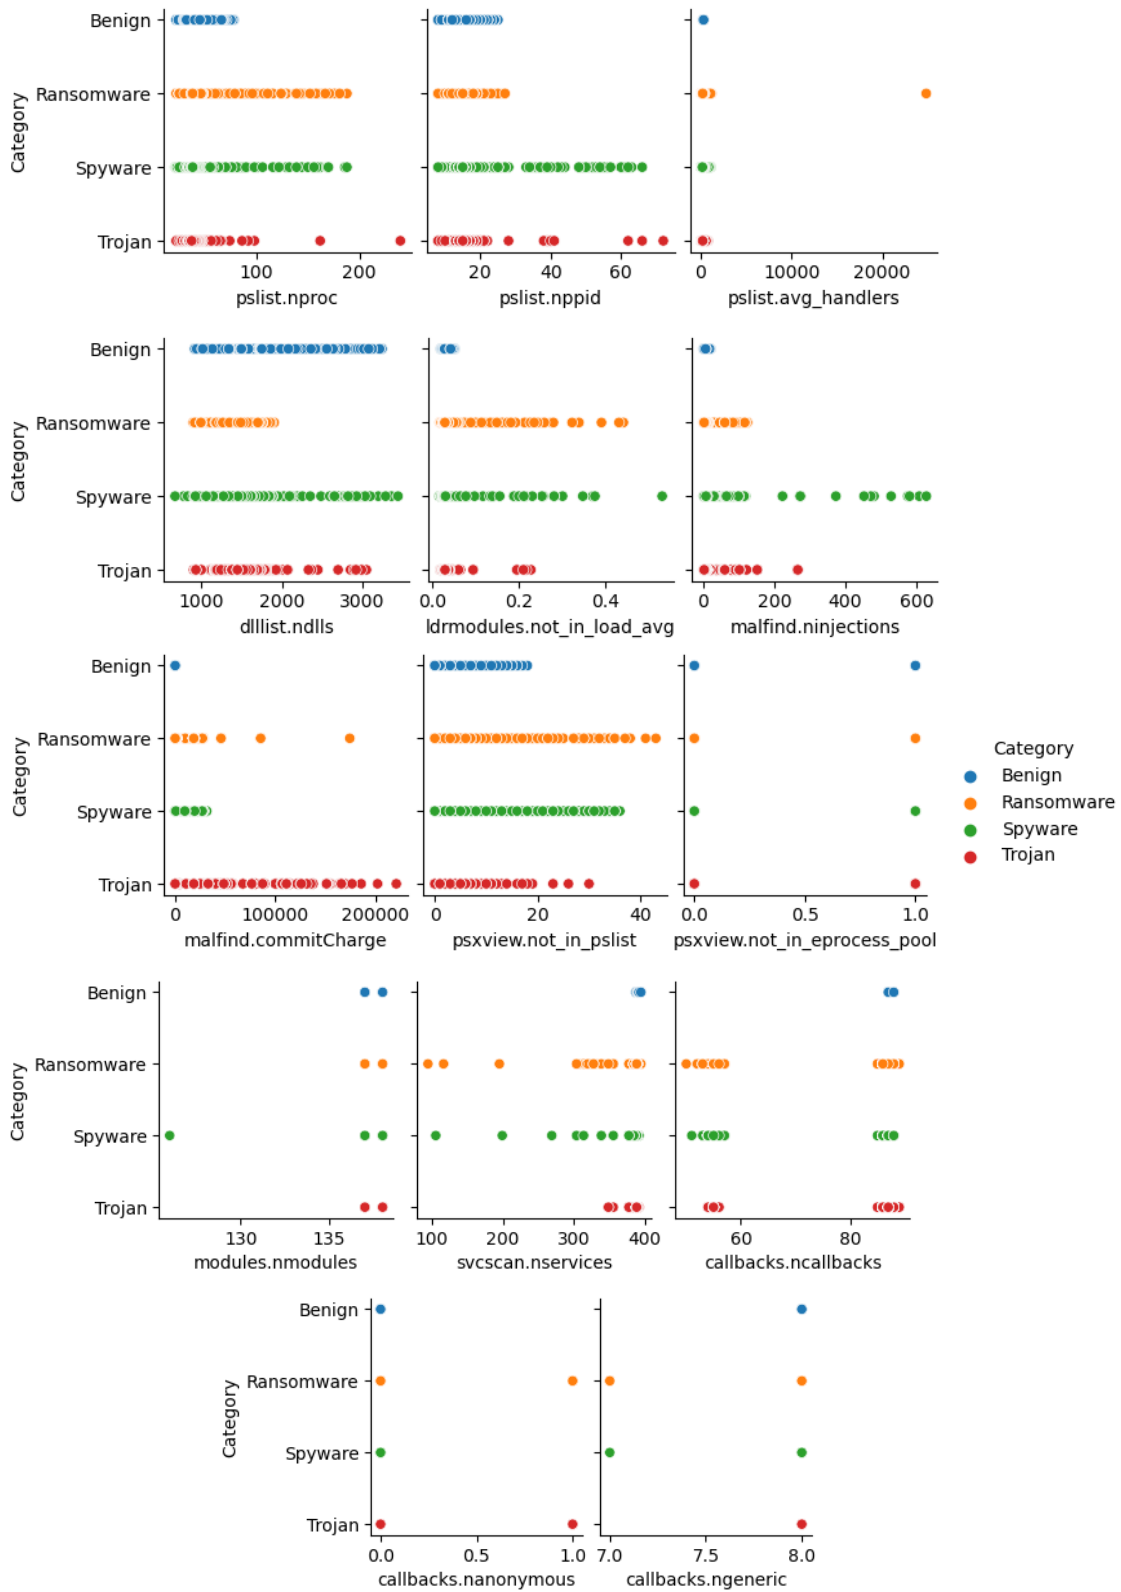 Category
Benign
Ransomware
Spyware
Trojan
100 200
pslist.nproc
20 40 60
pslist.nppid
0 10000 20000
pslist.avg_handlers
Category
Benign
Ransomware
Spyware
Trojan
1000 2000 3000
dlllist.ndlls
0.0 0.2 0.4
ldrmodules.not_in_load_avg
0 200 400 600
malfind.ninjections
Category
Benign
Ransomware
Spyware
Trojan
0 100000 200000
malfind.commitCharge
0 20 40
psxview.not_in_pslist
0.0 0.5 1.0
psxview.not_in_eprocess_pool
Category
Benign
Ransomware
Spyware
Trojan
Category
Benign
Ransomware
Spyware
Trojan
130 135
modules.nmodules
100 200 300 400
svcscan.nservices
60 80
callbacks.ncallbacks
Category
Benign
Ransomware
Spyware
Trojan
0.0 0.5 1.0
callbacks.nanonymous
7.0 7.5 8.0
callbacks.ngeneric